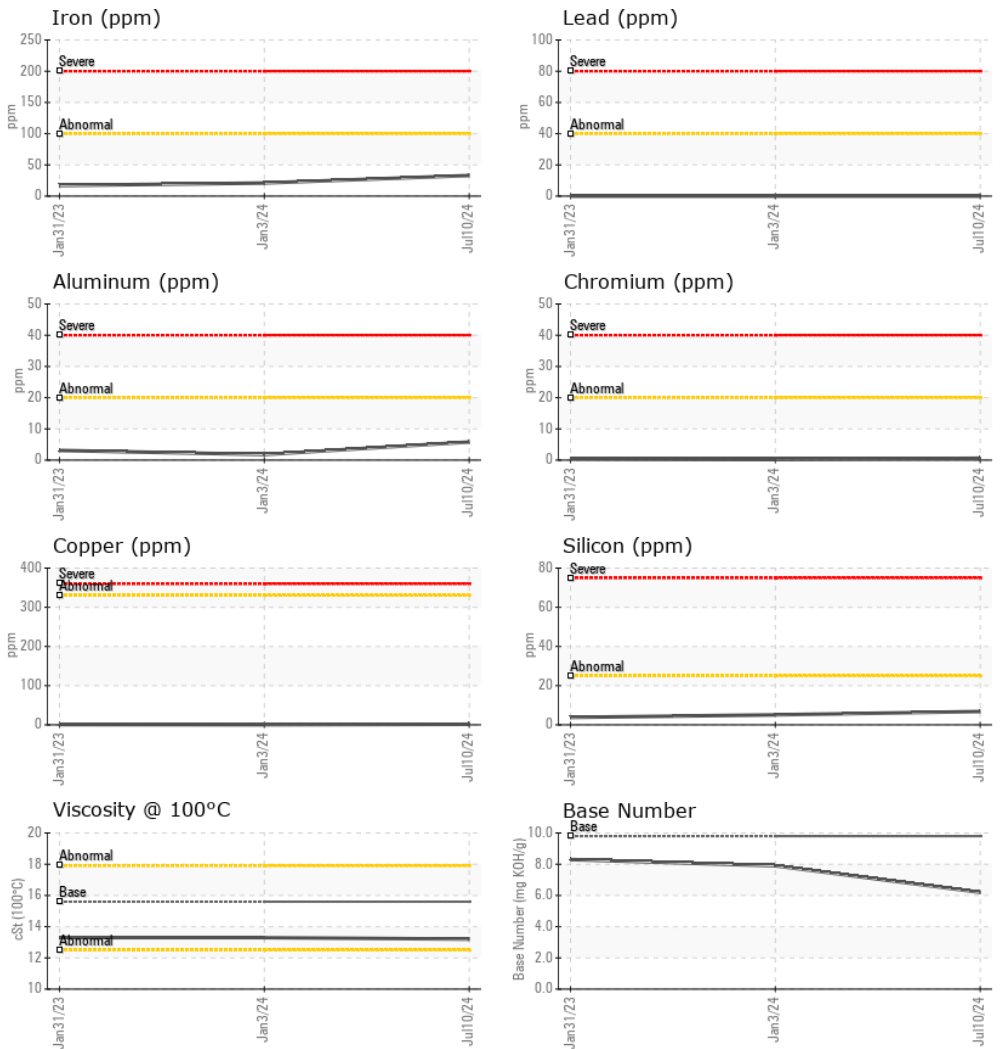 Iron (ppm)
250
200
150
100
50
0
ppm
Severe
Abnormal
Jan31/23
Jan3/24
Jul10/24
Lead (ppm)
100
80
60
40
20
0
ppm
Severe
Abnormal
Jan31/23
Jan3/24
Jul10/24
Aluminum (ppm)
50
40
30
20
10
0
ppm
Severe
Abnormal
Jan31/23
Jan3/24
Jul10/24
Chromium (ppm)
50
40
30
20
10
0
ppm
Severe
Abnormal
Jan31/23
Jan3/24
Jul10/24
Copper (ppm)
400
300
200
100
0
ppm
Severe
Abnormal
Jan31/23
Jan3/24
Jul10/24
Silicon (ppm)
80
60
40
20
0
ppm
Severe
Abnormal
Jan31/23
Jan3/24
Jul10/24
Viscosity @ 100°C
20
18
16
14
12
10
cSt (100°C)
Abnormal
Base
Abnormal
Jan31/23
Jan3/24
Jul10/24
Base Number
10.0
8.0
6.0
4.0
2.0
0.0
Base Number (mg KOH/g)
Base
Jan31/23
Jan3/24
Jul10/24